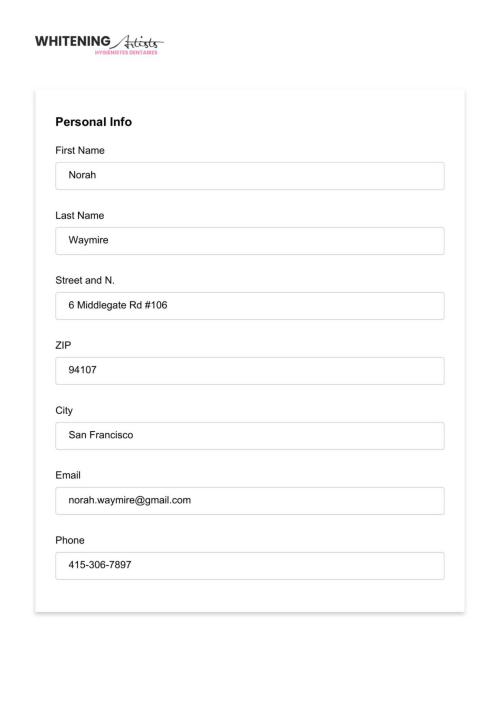 WHITENING Artists
HYGIÉNISTES DENTAIRES
Personal Info
First Name
Norah
Last Name
Waymire
Street and N.
6 Middlegate Rd #106
ZIP
94107
City
San Francisco
Email
norah.waymire@gmail.com
Phone
415-306-7897